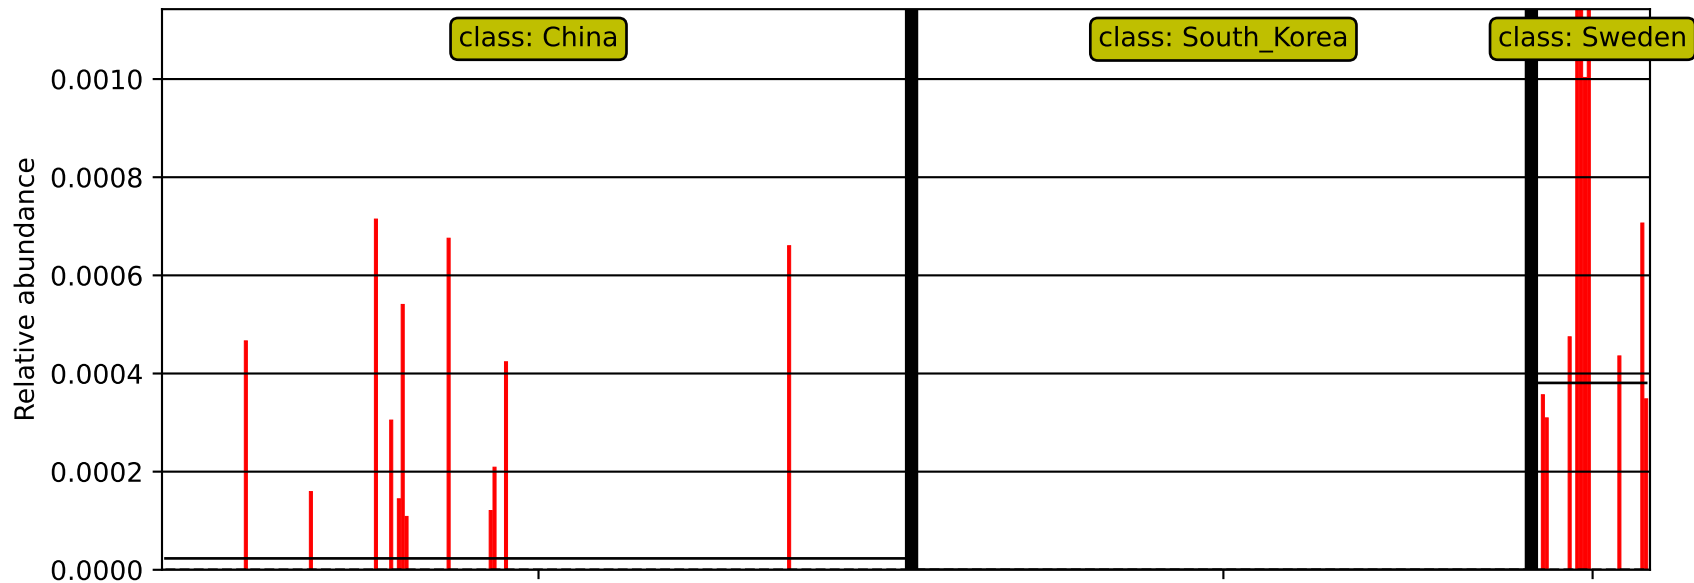 class: China
class: South_Korea
class: Sweden
0.0010
0.0008
0.0006
0.0004
0.0002
0.0000
Relative abundance